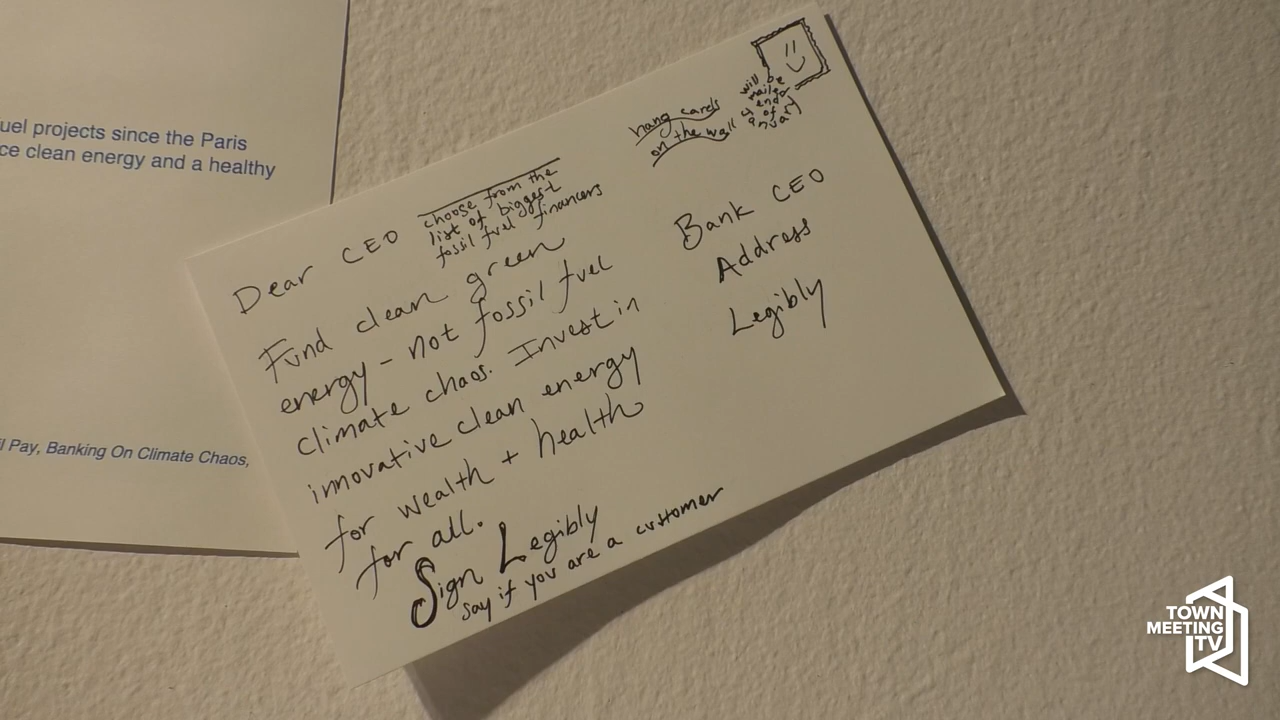 uel projects since the Paris
ce clean energy and a healthy
l Pay, Banking On Climate Chaos,
Dear CEO
choose from the
list of biggest
fossil fuel financers
Fund clean green
energy - not fossil fuel
climate chaos. Invest in
innovative clean energy
for wealth + health
for all.
Sign Legibly
say if you are a customer
hang cards
on the wall
will be
mailed
@ end
of
Bank CEO
Address
Legibly
TOWN
MEETING
TV